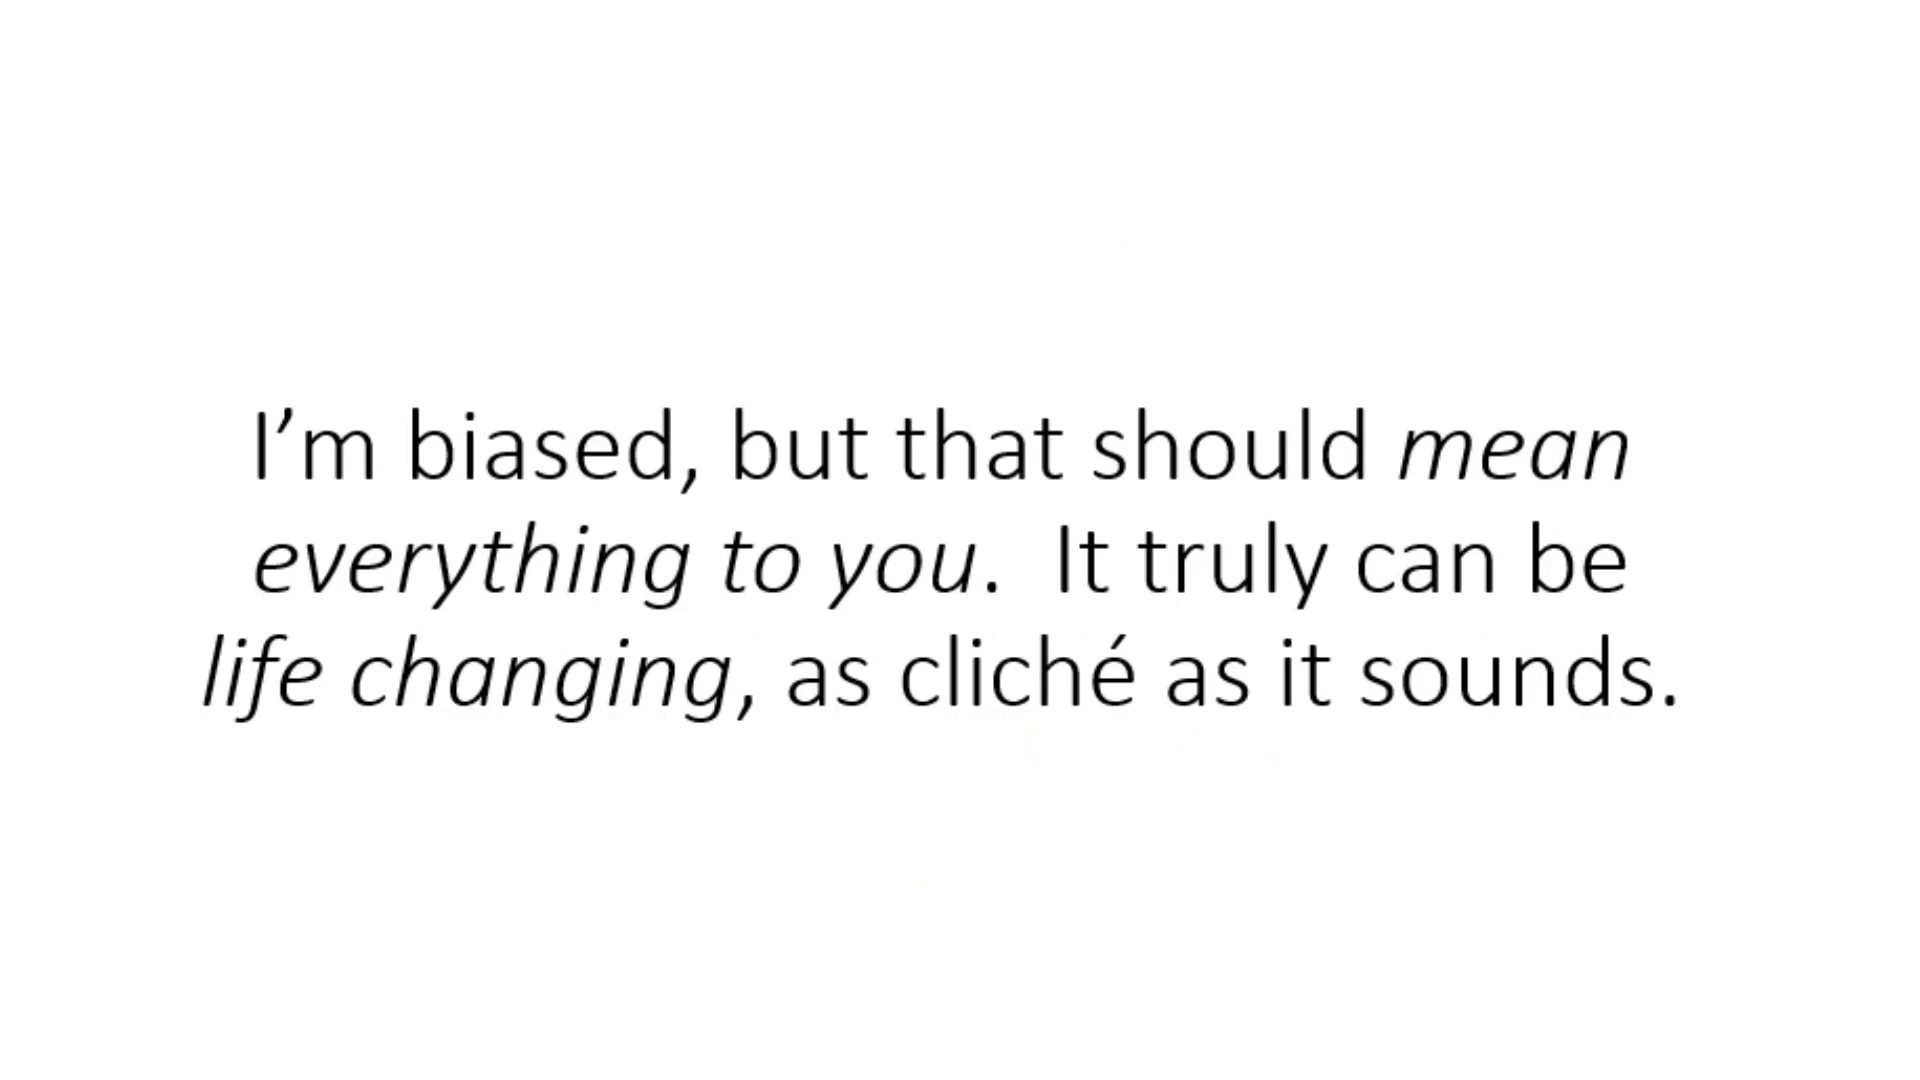 I’m biased, but that should mean
everything to you.  It truly can be
life changing, as cliché as it sounds.